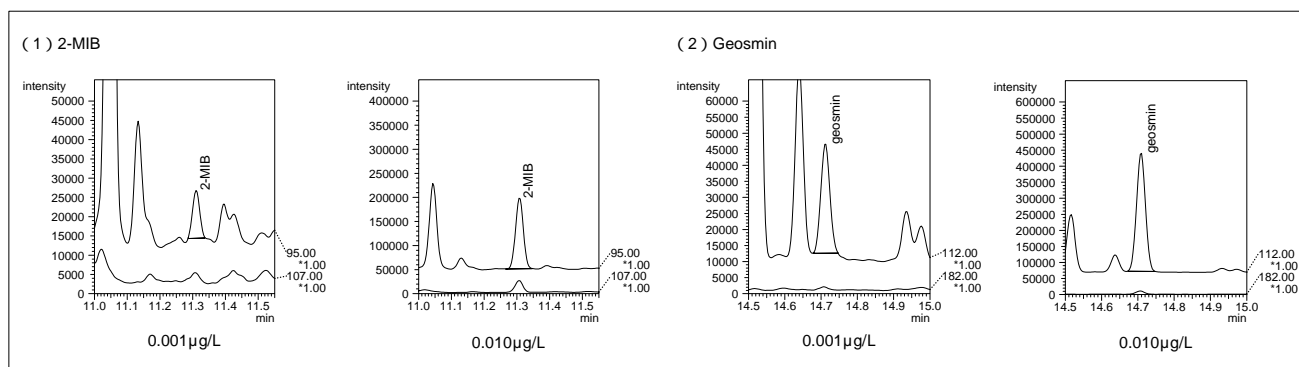 ( 1 ) 2-MIB
intensity
50000
45000
40000
35000
30000
25000
20000
15000
10000
5000
0
2-MIB
95.00
*1.00
107.00
*1.00
11.0 11.1 11.2 11.3 11.4 11.5
min
0.001µg/L
intensity
400000
350000
300000
250000
200000
150000
100000
50000
0
2-MIB
95.00
*1.00
107.00
*1.00
11.0 11.1 11.2 11.3 11.4 11.5
min
0.010µg/L
( 2 ) Geosmin
intensity
60000
55000
50000
45000
40000
35000
30000
25000
20000
15000
10000
5000
0
geosmin
112.00
*1.00
182.00
*1.00
14.5 14.6 14.7 14.8 14.9 15.0
min
0.001µg/L
intensity
600000
550000
500000
450000
400000
350000
300000
250000
200000
150000
100000
50000
0
geosmin
112.00
*1.00
182.00
*1.00
14.5 14.6 14.7 14.8 14.9 15.0
min
0.010µg/L